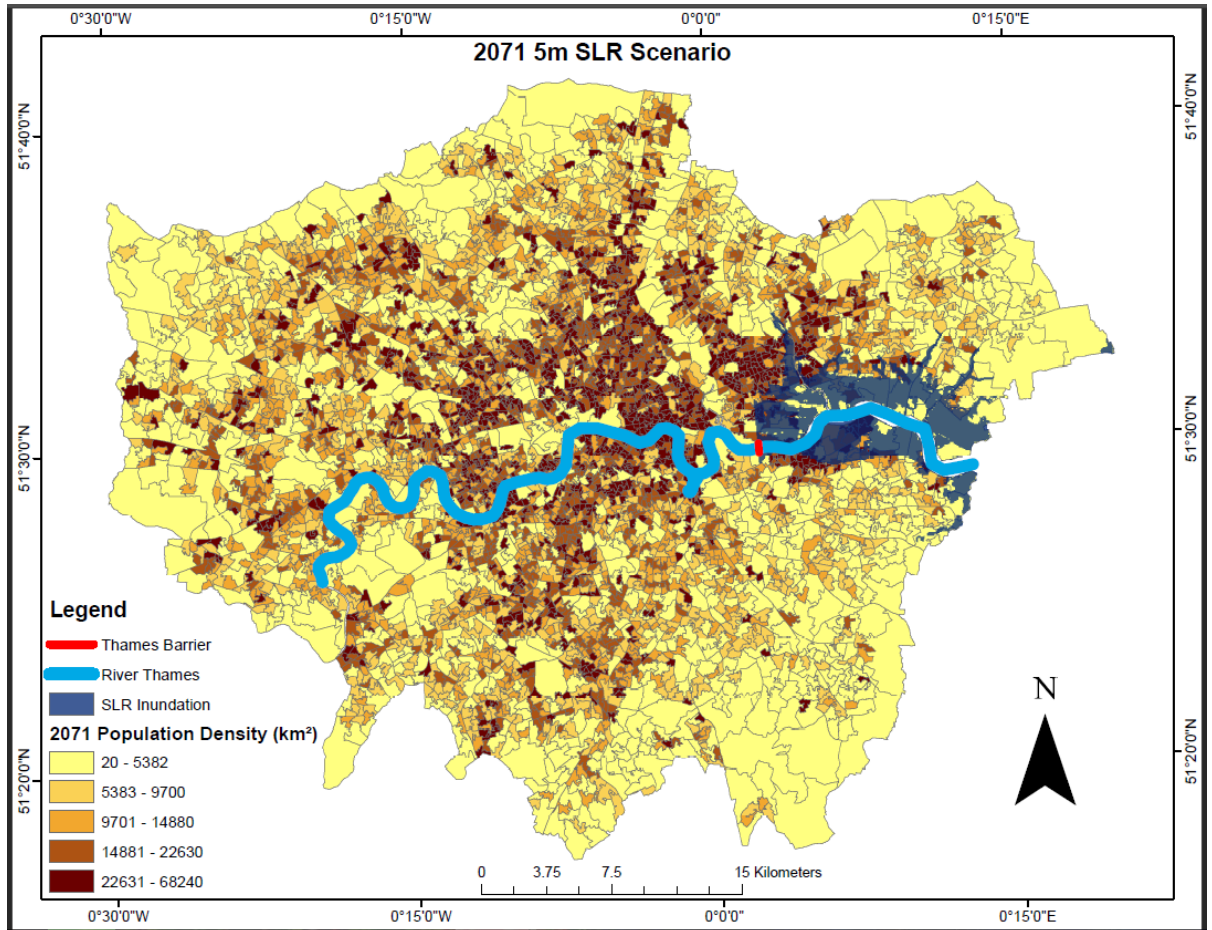 0°30'0"W 0°15'0"W 0°0'0" 0°15'0"E
2071 5m SLR Scenario
51°40'0"N 51°40'0"N
51°30'0"N 51°30'0"N
51°20'0"N 51°20'0"N
Legend
Thames Barrier
River Thames
SLR Inundation
2071 Population Density (km²)
20 - 5382
5383 - 9700
9701 - 14880
14881 - 22630
22631 - 68240
N
0 3.75 7.5 15 Kilometers
0°30'0"W 0°15'0"W 0°0'0" 0°15'0"E